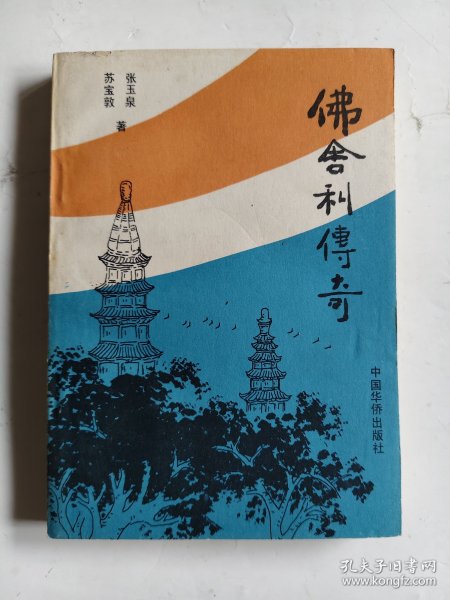 佛舍利傳奇
张玉泉
苏宝敦
著
中国华侨出版社
孔夫子旧书网
www.kongfz.com